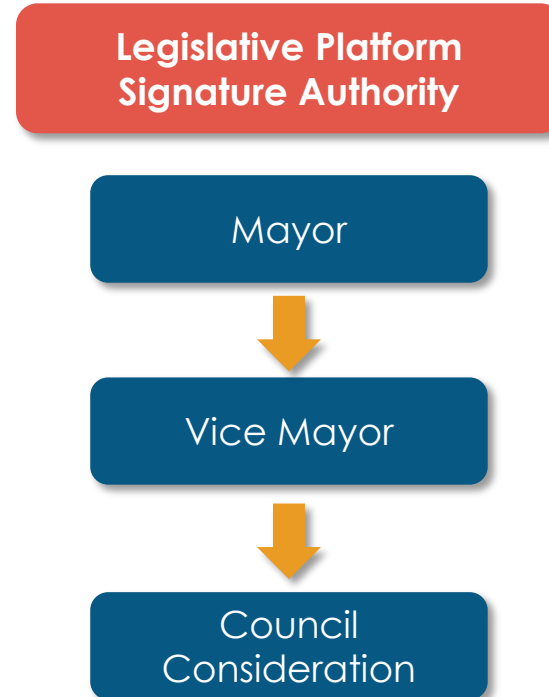 Legislative Platform
Signature Authority
Mayor
Vice Mayor
Council
Consideration